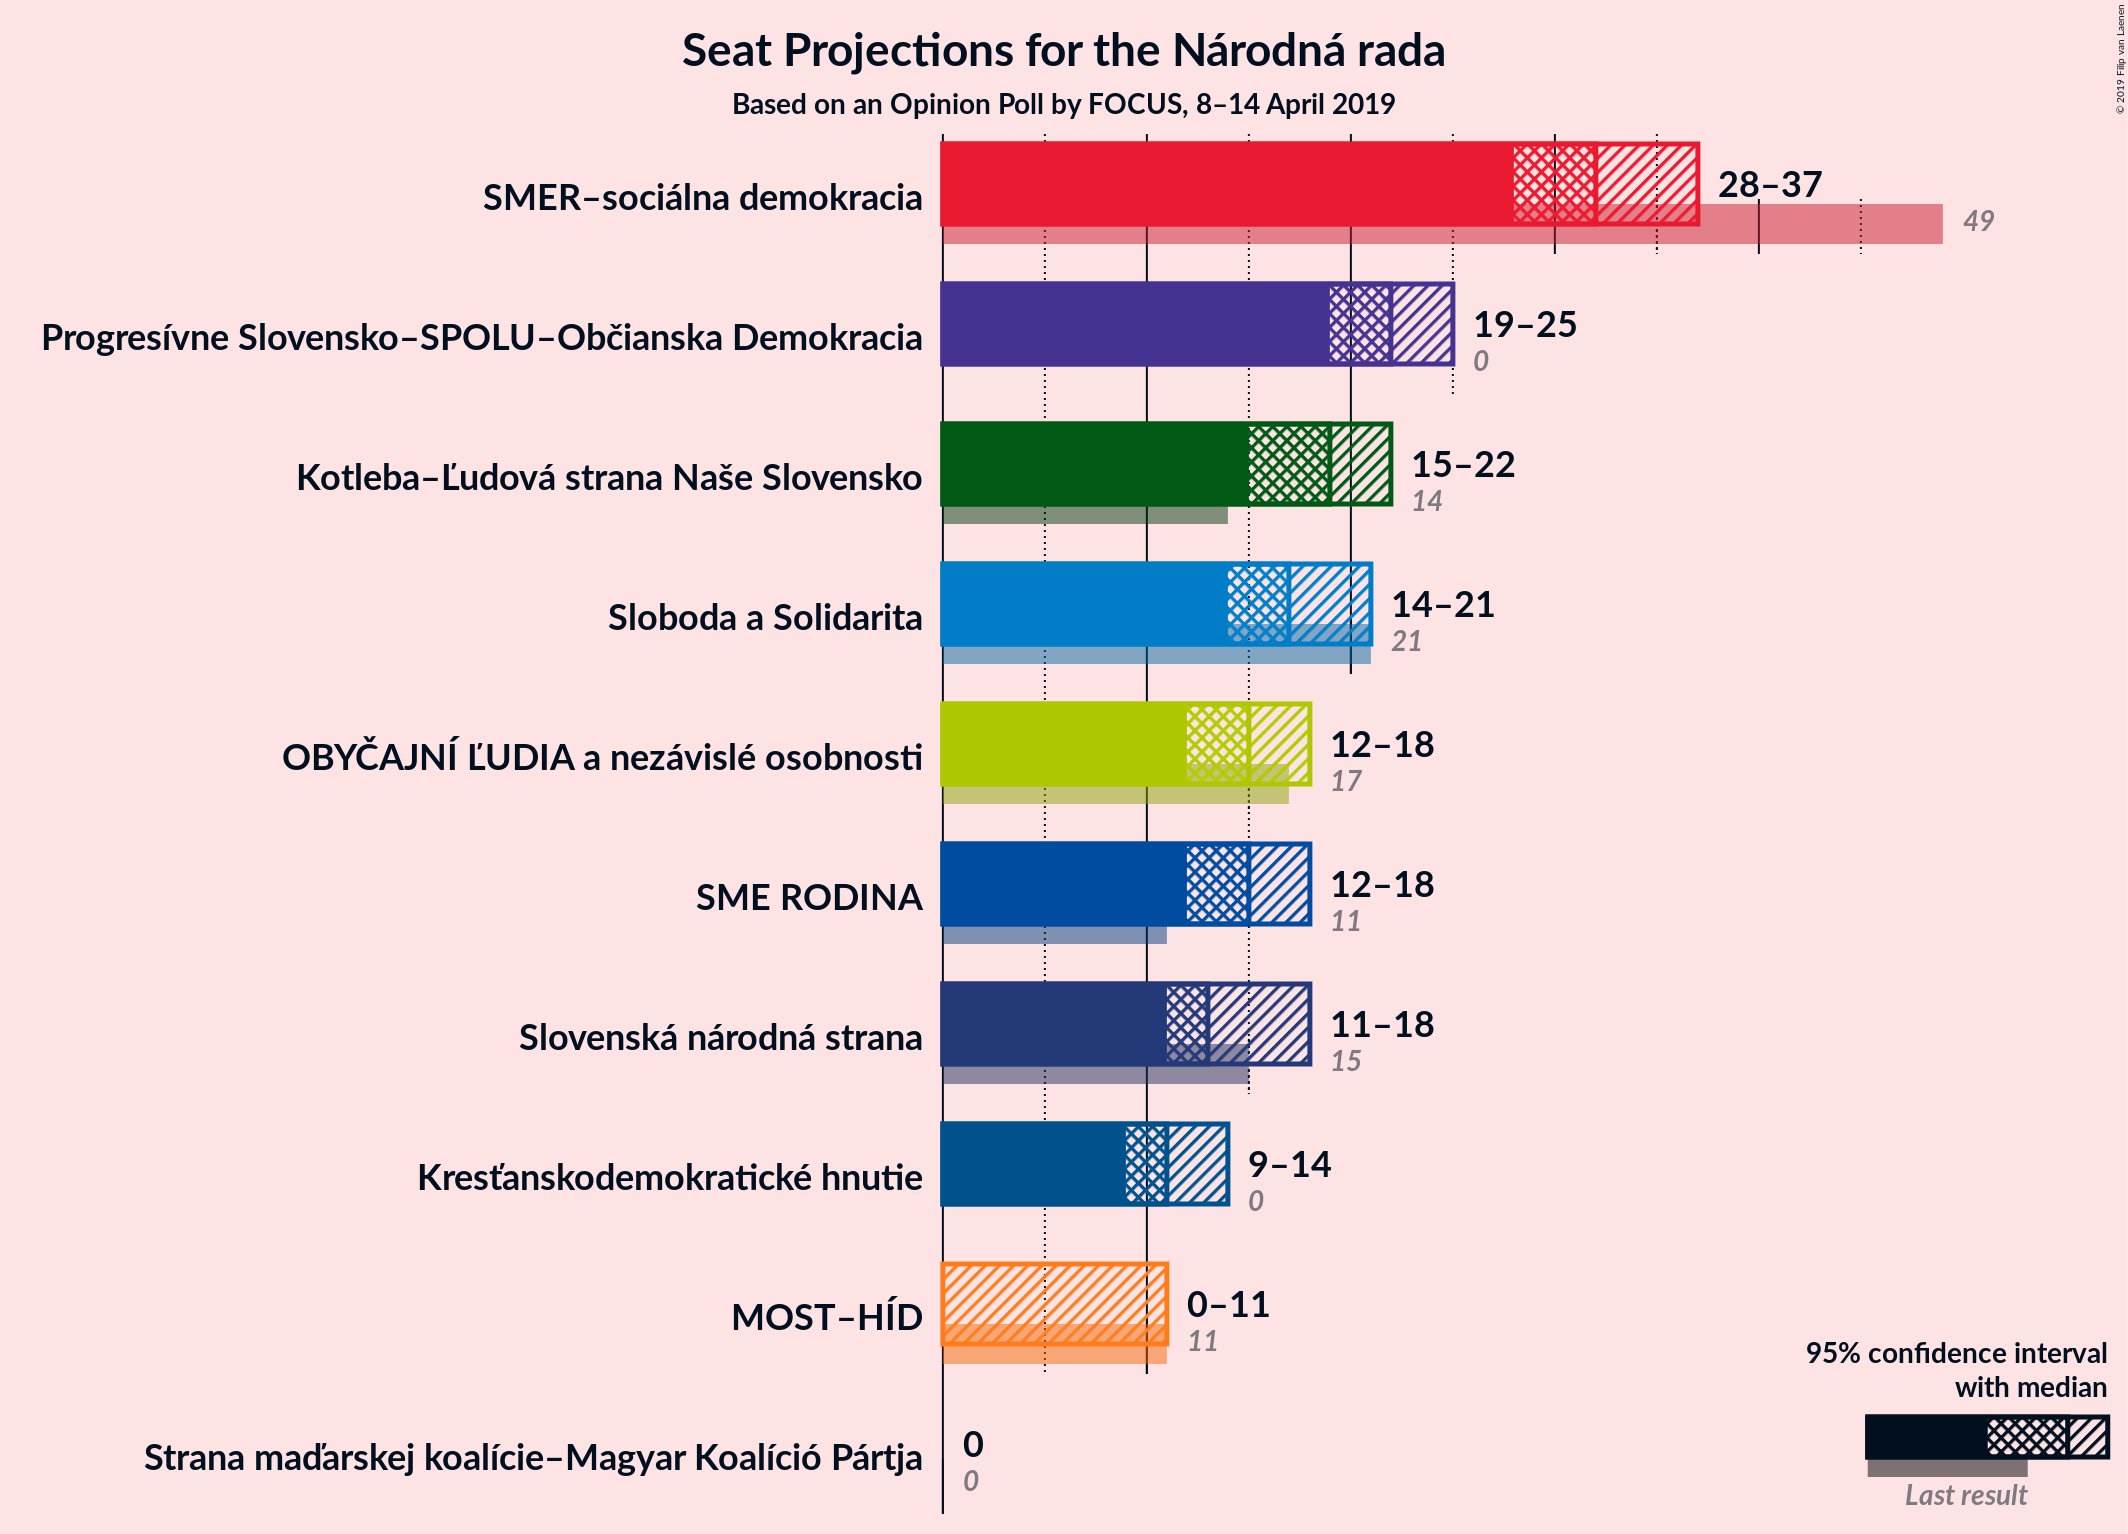 Seat Projections for the Národná rada
Based on an Opinion Poll by FOCUS, 8–14 April 2019
© 2019 Filip van Laenen
SMER–sociálna demokracia
28–37
49
Progresívne Slovensko–SPOLU–Občianska Demokracia
19–25
0
Kotleba–Ľudová strana Naše Slovensko
15–22
14
Sloboda a Solidarita
14–21
21
OBYČAJNÍ ĽUDIA a nezávislé osobnosti
12–18
17
SME RODINA
12–18
11
Slovenská národná strana
11–18
15
Kresťanskodemokratické hnutie
9–14
0
MOST–HÍD
0–11
11
Strana maďarskej koalície–Magyar Koalíció Pártja
0
0
95% confidence interval
with median
Last result